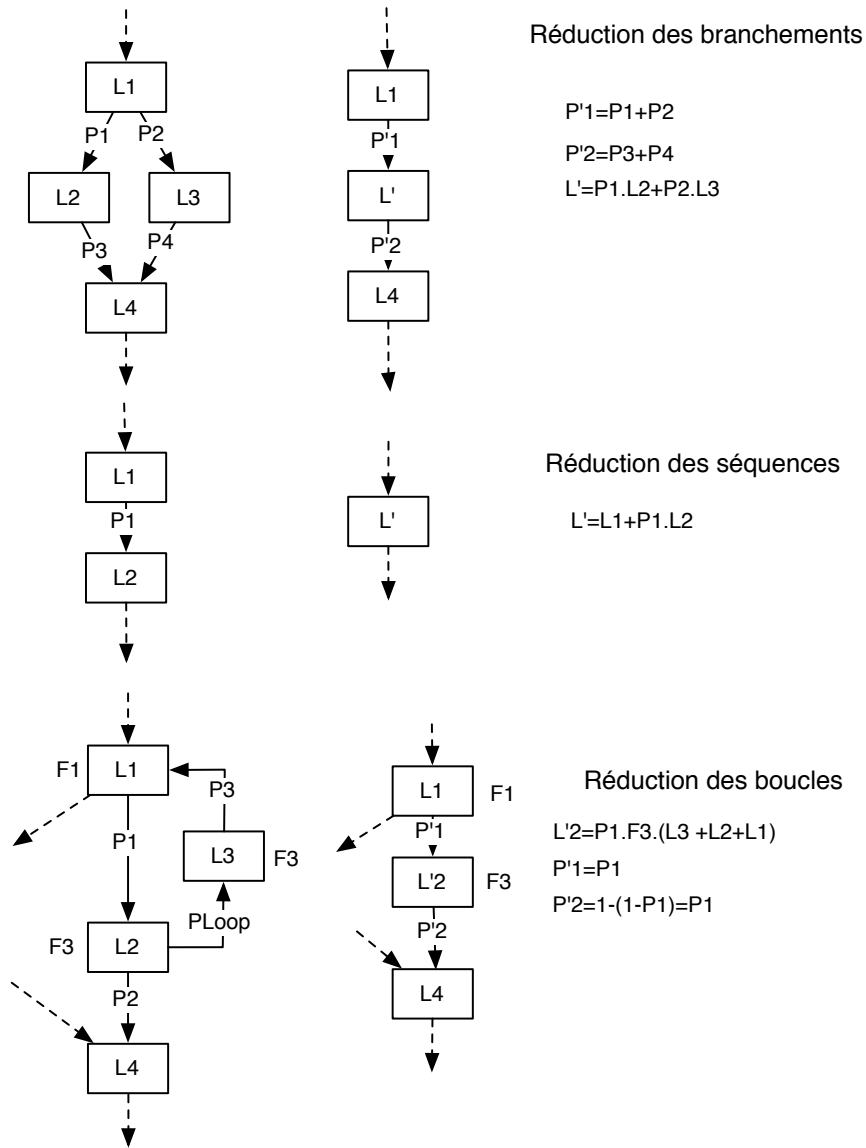 Réduction des branchements
L1
P1
P2
L2
L3
P3
P4
L4
L1
P'1
L'
P'2
L4
P'1=P1+P2
P'2=P3+P4
L'=P1.L2+P2.L3
Réduction des séquences
L1
P1
L2
L'
L'=L1+P1.L2
Réduction des boucles
F1
L1
P3
P1
L3
F3
PLoop
F3
L2
P2
L4
L1
F1
P'1
L'2
F3
P'2
L4
L'2=P1.F3.(L3 +L2+L1)
P'1=P1
P'2=1-(1-P1)=P1